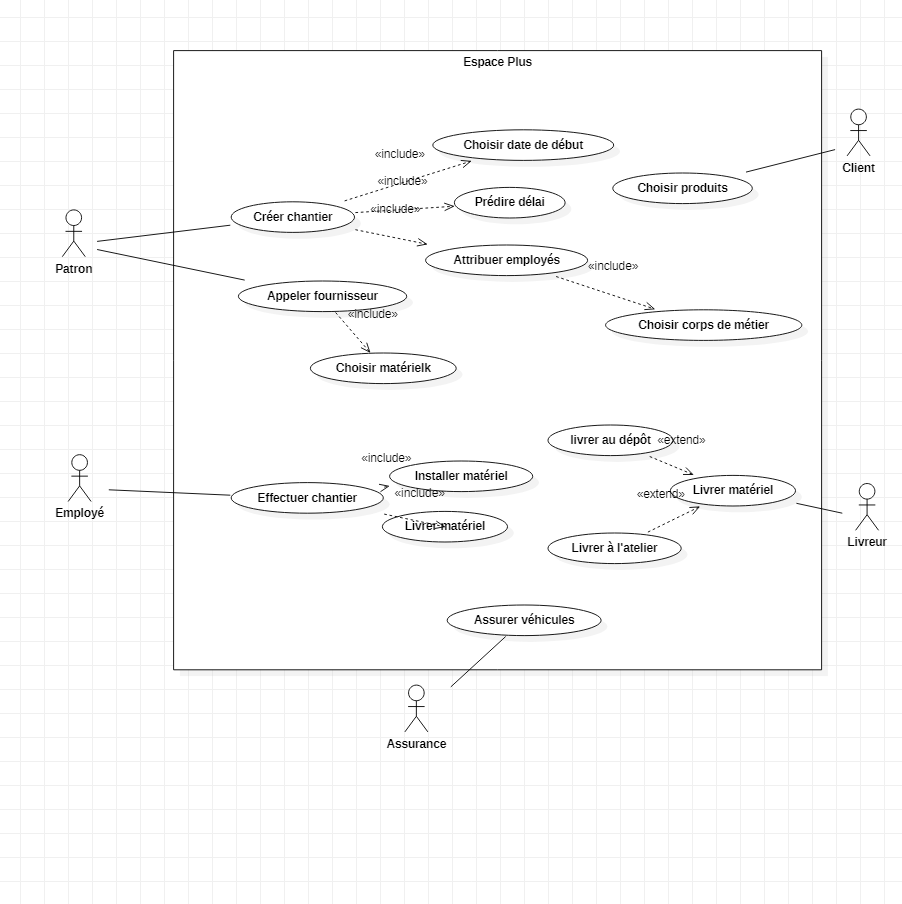 Espace Plus
Client
Choisir date de début
«include»
«include»
Choisir produits
Prédire délai
«include»
Créer chantier
Patron
Attribuer employés
«include»
Appeler fournisseur
«include»
Choisir corps de métier
Choisir matérielk
livrer au dépôt
«extend»
«include»
Installer matériel
Employé
Effectuer chantier
«include»
«extend»
Livrer matériel
Livrer matériel
Livreur
Livrer à l'atelier
Assurer véhicules
Assurance